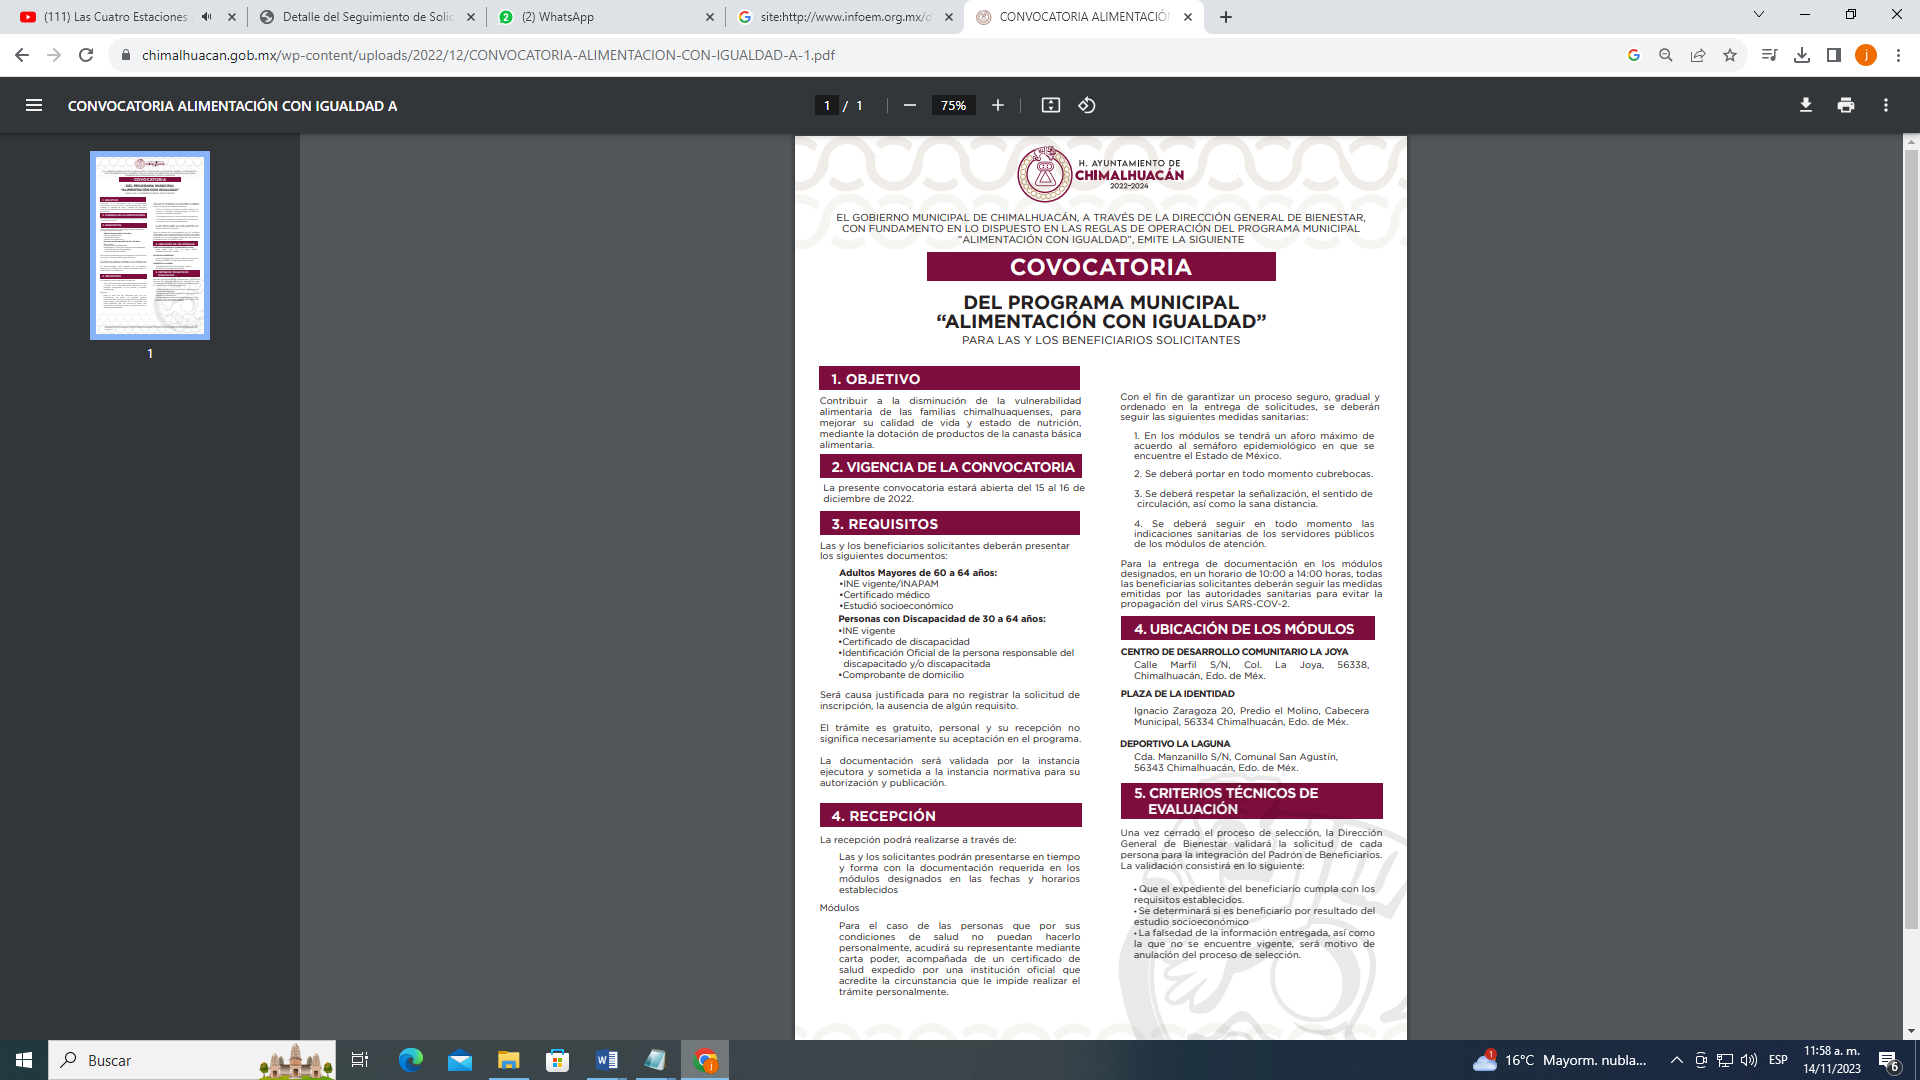 (111) Las Cuatro Estaciones
Detalle del Seguimiento de Solic
(2) WhatsApp
site:http://www.infoem.org.mx/d
CONVOCATORIA ALIMENTACIÓN
chimalhuacan.gob.mx/wp-content/uploads/2022/12/CONVOCATORIA-ALIMENTACION-CON-IGUALDAD-A-1.pdf
j
CONVOCATORIA ALIMENTACIÓN CON IGUALDAD A
1 / 1
75%
1
H. AYUNTAMIENTO DE
CHIMALHUACÁN
2022-2024
EL GOBIERNO MUNICIPAL DE CHIMALHUACÁN, A TRAVÉS DE LA DIRECCIÓN GENERAL DE BIENESTAR,
CON FUNDAMENTO EN LO DISPUESTO EN LAS REGLAS DE OPERACIÓN DEL PROGRAMA MUNICIPAL
"ALIMENTACIÓN CON IGUALDAD", EMITE LA SIGUIENTE
COVOCATORIA
DEL PROGRAMA MUNICIPAL
“ALIMENTACIÓN CON IGUALDAD”
PARA LAS Y LOS BENEFICIARIOS SOLICITANTES
1. OBJETIVO
Contribuir a la disminución de la vulnerabilidad
alimentaria de las familias chimalhuaquenses, para
mejorar su calidad de vida y estado de nutrición,
mediante la dotación de productos de la canasta básica
alimentaria.
2. VIGENCIA DE LA CONVOCATORIA
La presente convocatoria estará abierta del 15 al 16 de
diciembre de 2022.
3. REQUISITOS
Las y los beneficiarios solicitantes deberán presentar
los siguientes documentos:
Adultos Mayores de 60 a 64 años:
•INE vigente/INAPAM
•Certificado médico
•Estudió socioeconómico
Personas con Discapacidad de 30 a 64 años:
•INE vigente
•Certificado de discapacidad
•Identificación Oficial de la persona responsable del
discapacitado y/o discapacitada
•Comprobante de domicilio
Será causa justificada para no registrar la solicitud de
inscripción, la ausencia de algún requisito.
El trámite es gratuito, personal y su recepción no
significa necesariamente su aceptación en el programa.
La documentación será validada por la instancia
ejecutora y sometida a la instancia normativa para su
autorización y publicación.
4. RECEPCIÓN
La recepción podrá realizarse a través de:
Las y los solicitantes podrán presentarse en tiempo
y forma con la documentación requerida en los
módulos designados en las fechas y horarios
establecidos
Módulos
Para el caso de las personas que por sus
condiciones de salud no puedan hacerlo
personalmente, acudirá su representante mediante
carta poder, acompañada de un certificado de
salud expedido por una institución oficial que
acredite la circunstancia que le impide realizar el
trámite personalmente.
Con el fin de garantizar un proceso seguro, gradual y
ordenado en la entrega de solicitudes, se deberán
seguir las siguientes medidas sanitarias:
1. En los módulos se tendrá un aforo máximo de
acuerdo al semáforo epidemiológico en que se
encuentre el Estado de México.
2. Se deberá portar en todo momento cubrebocas.
3. Se deberá respetar la señalización, el sentido de
circulación, así como la sana distancia.
4. Se deberá seguir en todo momento las
indicaciones sanitarias de los servidores públicos
de los módulos de atención.
Para la entrega de documentación en los módulos
designados, en un horario de 10:00 a 14:00 horas, todas
las beneficiarias solicitantes deberán seguir las medidas
emitidas por las autoridades sanitarias para evitar la
propagación del virus SARS-COV-2.
4. UBICACIÓN DE LOS MÓDULOS
CENTRO DE DESARROLLO COMUNITARIO LA JOYA
Calle Marfil S/N, Col. La Joya, 56338,
Chimalhuacán, Edo. de Méx.
PLAZA DE LA IDENTIDAD
Ignacio Zaragoza 20, Predio el Molino, Cabecera
Municipal, 56334 Chimalhuacán, Edo. de Méx.
DEPORTIVO LA LAGUNA
Cda. Manzanillo S/N, Comunal San Agustín,
56343 Chimalhuacán, Edo. de Méx.
5. CRITERIOS TÉCNICOS DE
EVALUACIÓN
Una vez cerrado el proceso de selección, la Dirección
General de Bienestar validará la solicitud de cada
persona para la integración del Padrón de Beneficiarios.
La validación consistirá en lo siguiente:
• Que el expediente del beneficiario cumpla con los
requisitos establecidos.
• Se determinará si es beneficiario por resultado del
estudio socioeconómico
• La falsedad de la información entregada, así como
la que no se encuentre vigente, será motivo de
anulación del proceso de selección.
Buscar
1
16°C Mayorm. nubla...
ESP
11:58 a. m.
14/11/2023
6